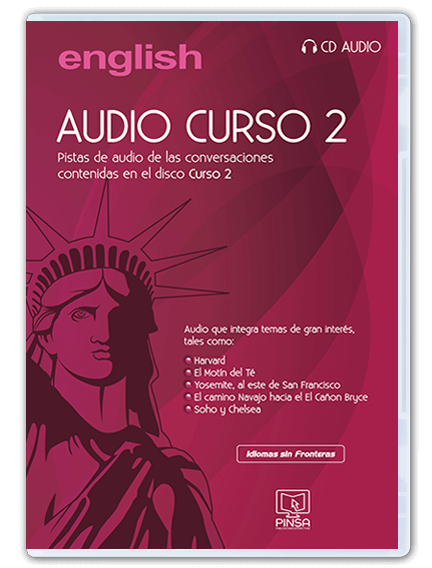 english
CD AUDIO
AUDIO CURSO 2
Pistas de audio de las conversaciones
contenidas en el disco Curso 2
Audio que integra temas de gran interés,
tales como:
Harvard
El Motín del Té
Yosemite, al este de San Francisco
El camino Navajo hacia el El Cañon Bryce
Soho y Chelsea
Idiomas sin Fronteras
PINSA